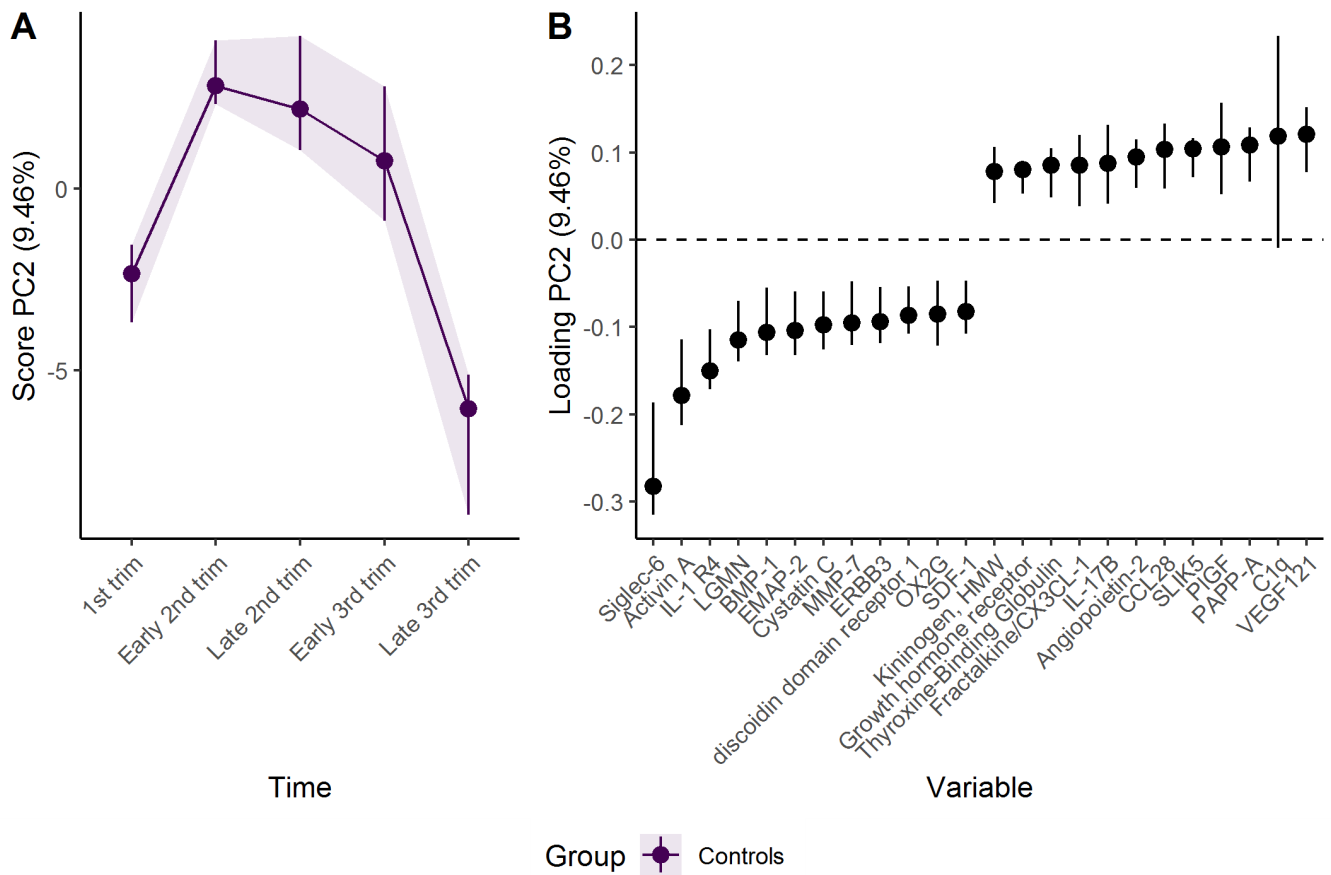 A
Score PC2 (9.46%)
0
-5
1st trim
Early 2nd trim
Late 2nd trim
Early 3rd trim
Late 3rd trim
Time
B
Loading PC2 (9.46%)
0.2
0.1
0.0
-0.1
-0.2
-0.3
Siglec-6
Activin A
IL-1 R4
LGMN
BMP-1
EMAP-2
Cystatin C
MMP-7
ERBB3
discoidin domain receptor 1
OX2G
SDF-1
Kininogen, HMW
Growth hormone receptor
Thyroxine-Binding Globulin
Fractalkine/CX3CL-1
IL-17B
Angiopoietin-2
CCL28
SLIK5
PIGF
PAPP-A
C1q
VEGF121
Variable
Group
Controls